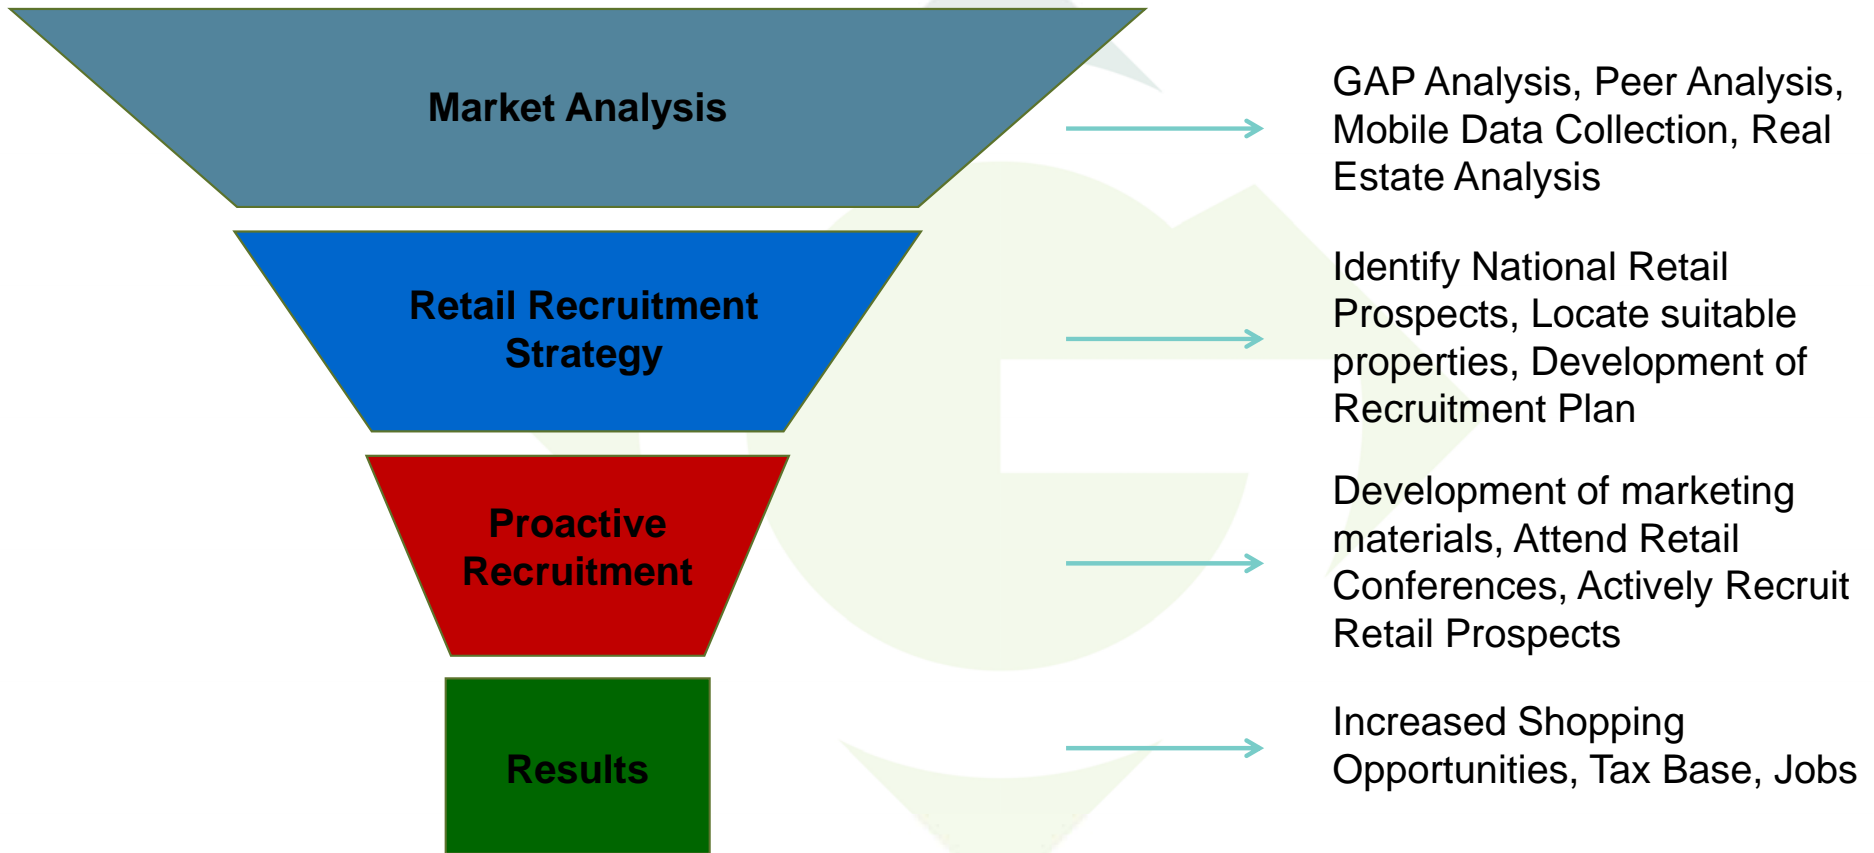 Market Analysis
GAP Analysis, Peer Analysis,
Mobile Data Collection, Real
Estate Analysis
Retail Recruitment
Strategy
Identify National Retail
Prospects, Locate suitable
properties, Development of
Recruitment Plan
Proactive
Recruitment
Development of marketing
materials, Attend Retail
Conferences, Actively Recruit
Retail Prospects
Results
Increased Shopping
Opportunities, Tax Base, Jobs